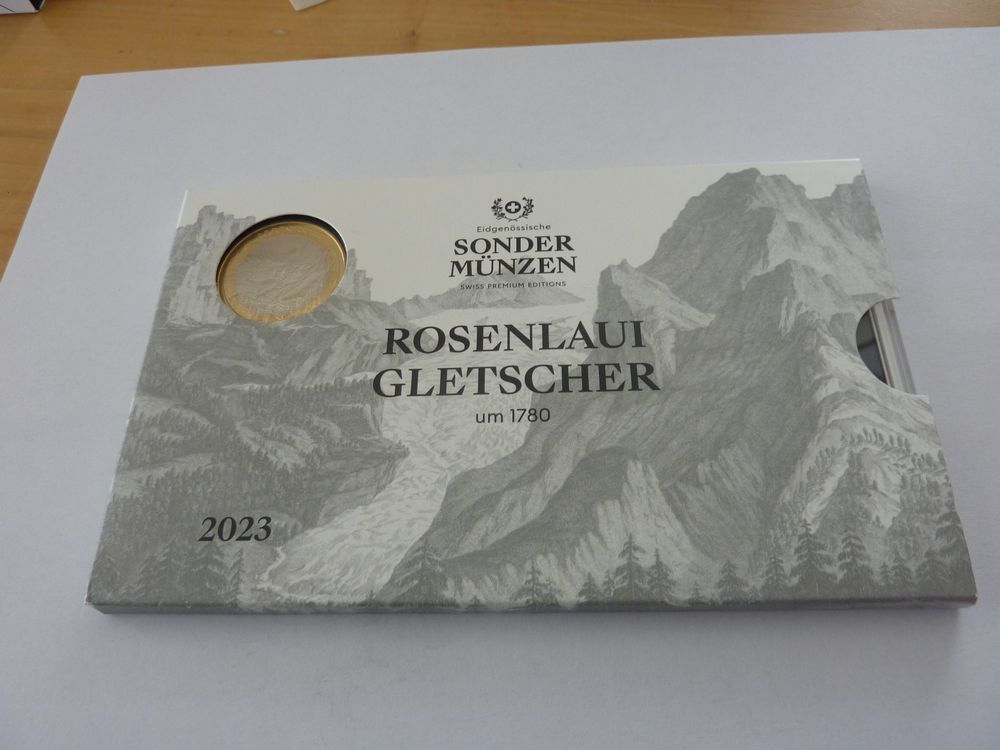 Eidgenössische
SONDER
MÜNZEN
SWISS PREMIUM EDITIONS
ROSENLAUI
GLETSCHER
um 1780
2023